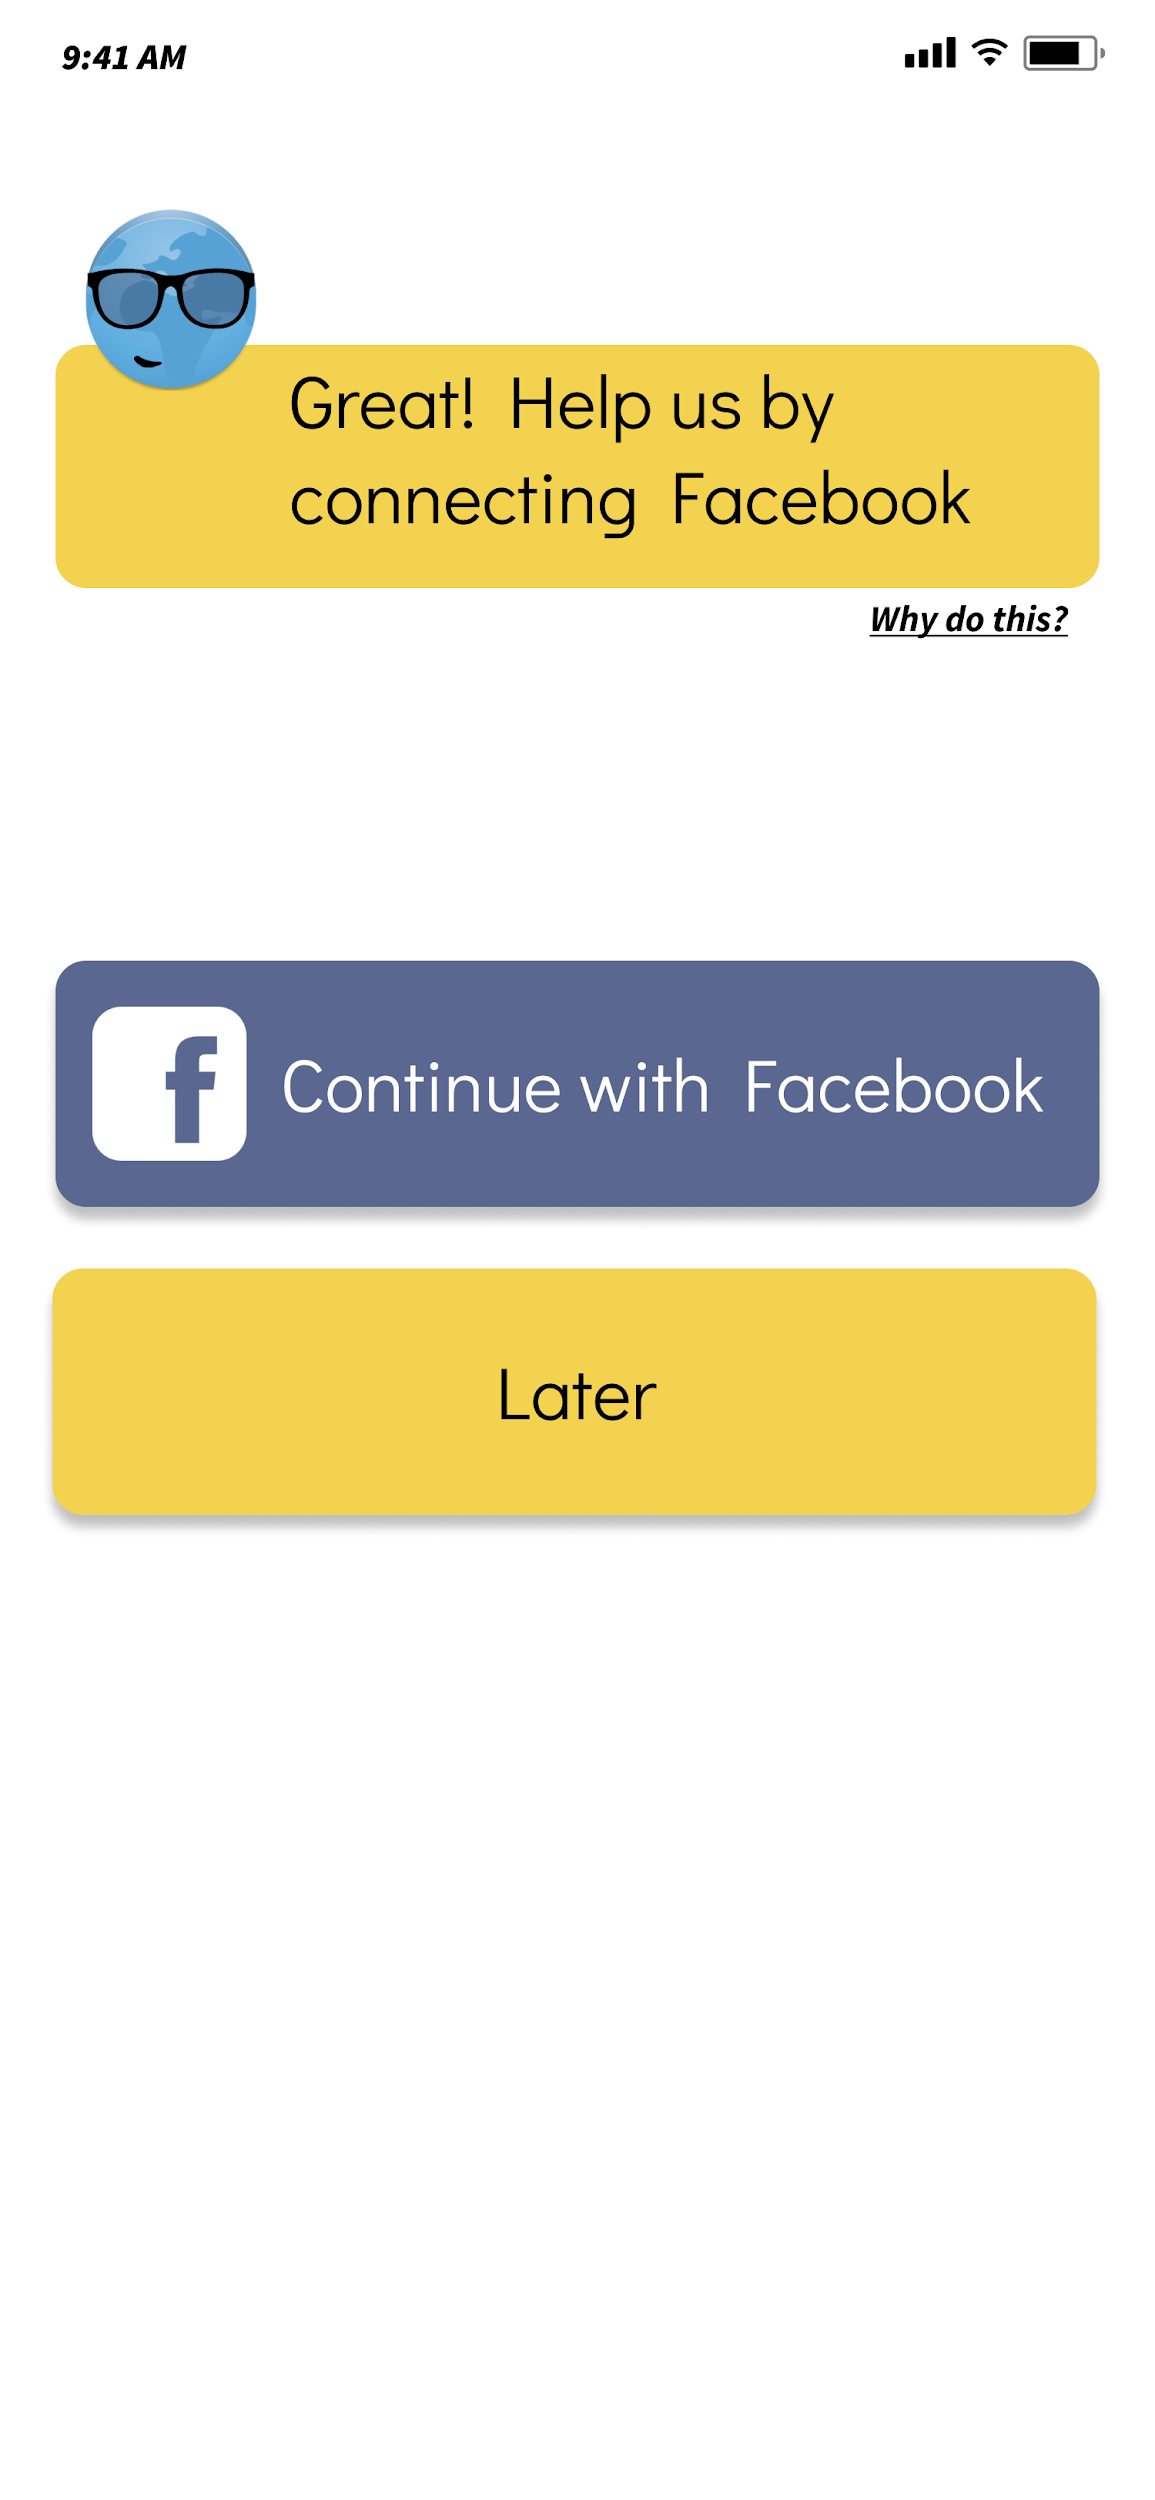 9:41 AM
Great! Help us by
connecting Facebook
Why do this?
f Continue with Facebook
Later